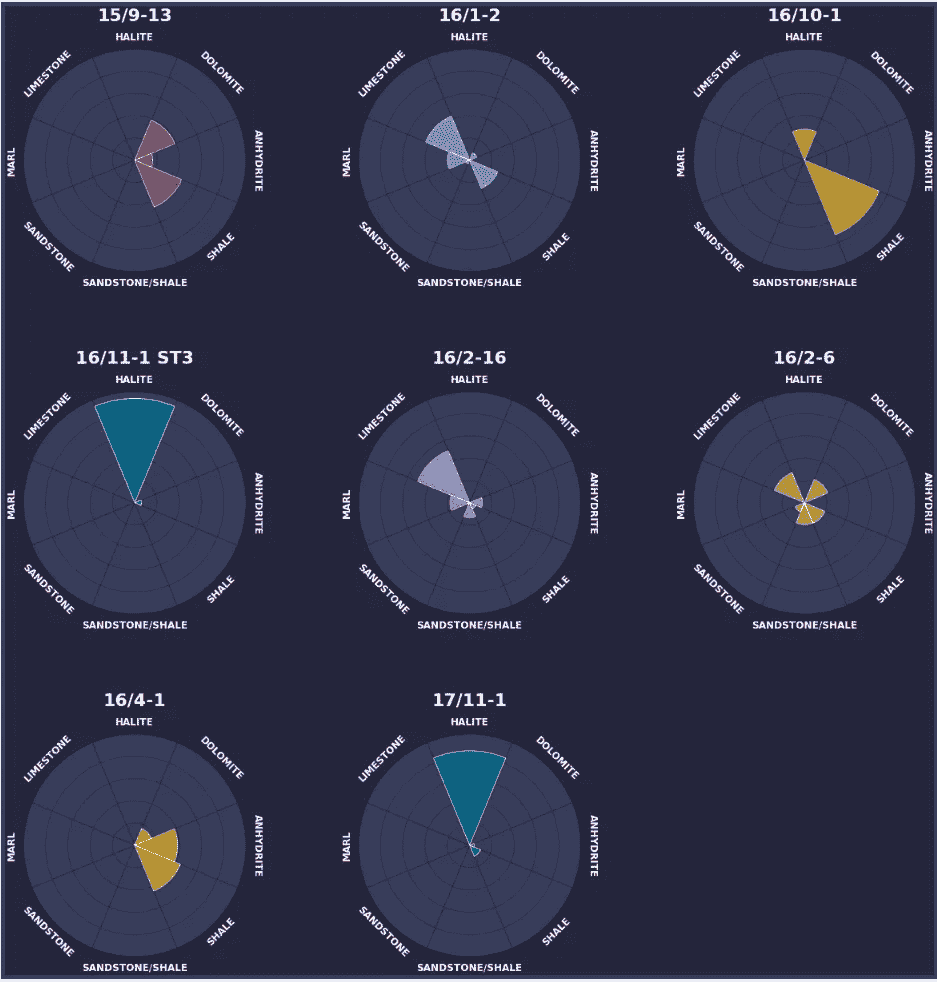 15/9-13
HALITE
LIMESTONE
DOLOMITE
MARL
ANHYDRITE
SANDSTONE
SHALE
SANDSTONE/SHALE
16/1-2
HALITE
LIMESTONE
DOLOMITE
MARL
ANHYDRITE
SANDSTONE
SHALE
SANDSTONE/SHALE
16/10-1
HALITE
LIMESTONE
DOLOMITE
MARL
ANHYDRITE
SANDSTONE
SHALE
SANDSTONE/SHALE
16/11-1 ST3
HALITE
LIMESTONE
DOLOMITE
MARL
ANHYDRITE
SANDSTONE
SHALE
SANDSTONE/SHALE
16/2-16
HALITE
LIMESTONE
DOLOMITE
MARL
ANHYDRITE
SANDSTONE
SHALE
SANDSTONE/SHALE
16/2-6
HALITE
LIMESTONE
DOLOMITE
MARL
ANHYDRITE
SANDSTONE
SHALE
SANDSTONE/SHALE
16/4-1
HALITE
LIMESTONE
DOLOMITE
MARL
ANHYDRITE
SANDSTONE
SHALE
SANDSTONE/SHALE
17/11-1
HALITE
LIMESTONE
DOLOMITE
MARL
ANHYDRITE
SANDSTONE
SHALE
SANDSTONE/SHALE